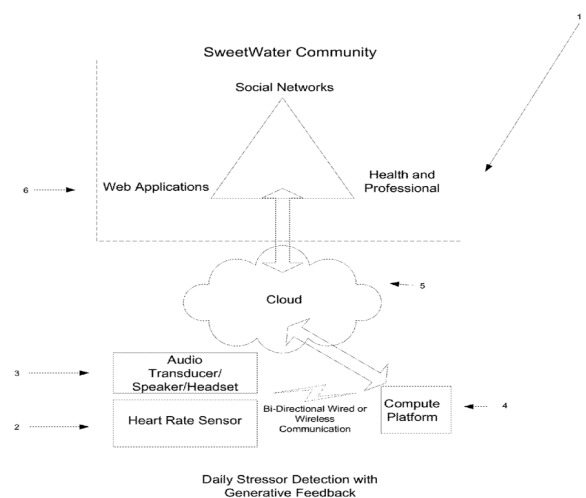 1
SweetWater Community
Social Networks
6
Web Applications
Health and
Professional
Cloud
5
3
Audio
Transducer/
Speaker/Headset
2
Heart Rate Sensor
Bi-Directional Wired or
Wireless
Communication
Compute
Platform
4
Daily Stressor Detection with
Generative Feedback